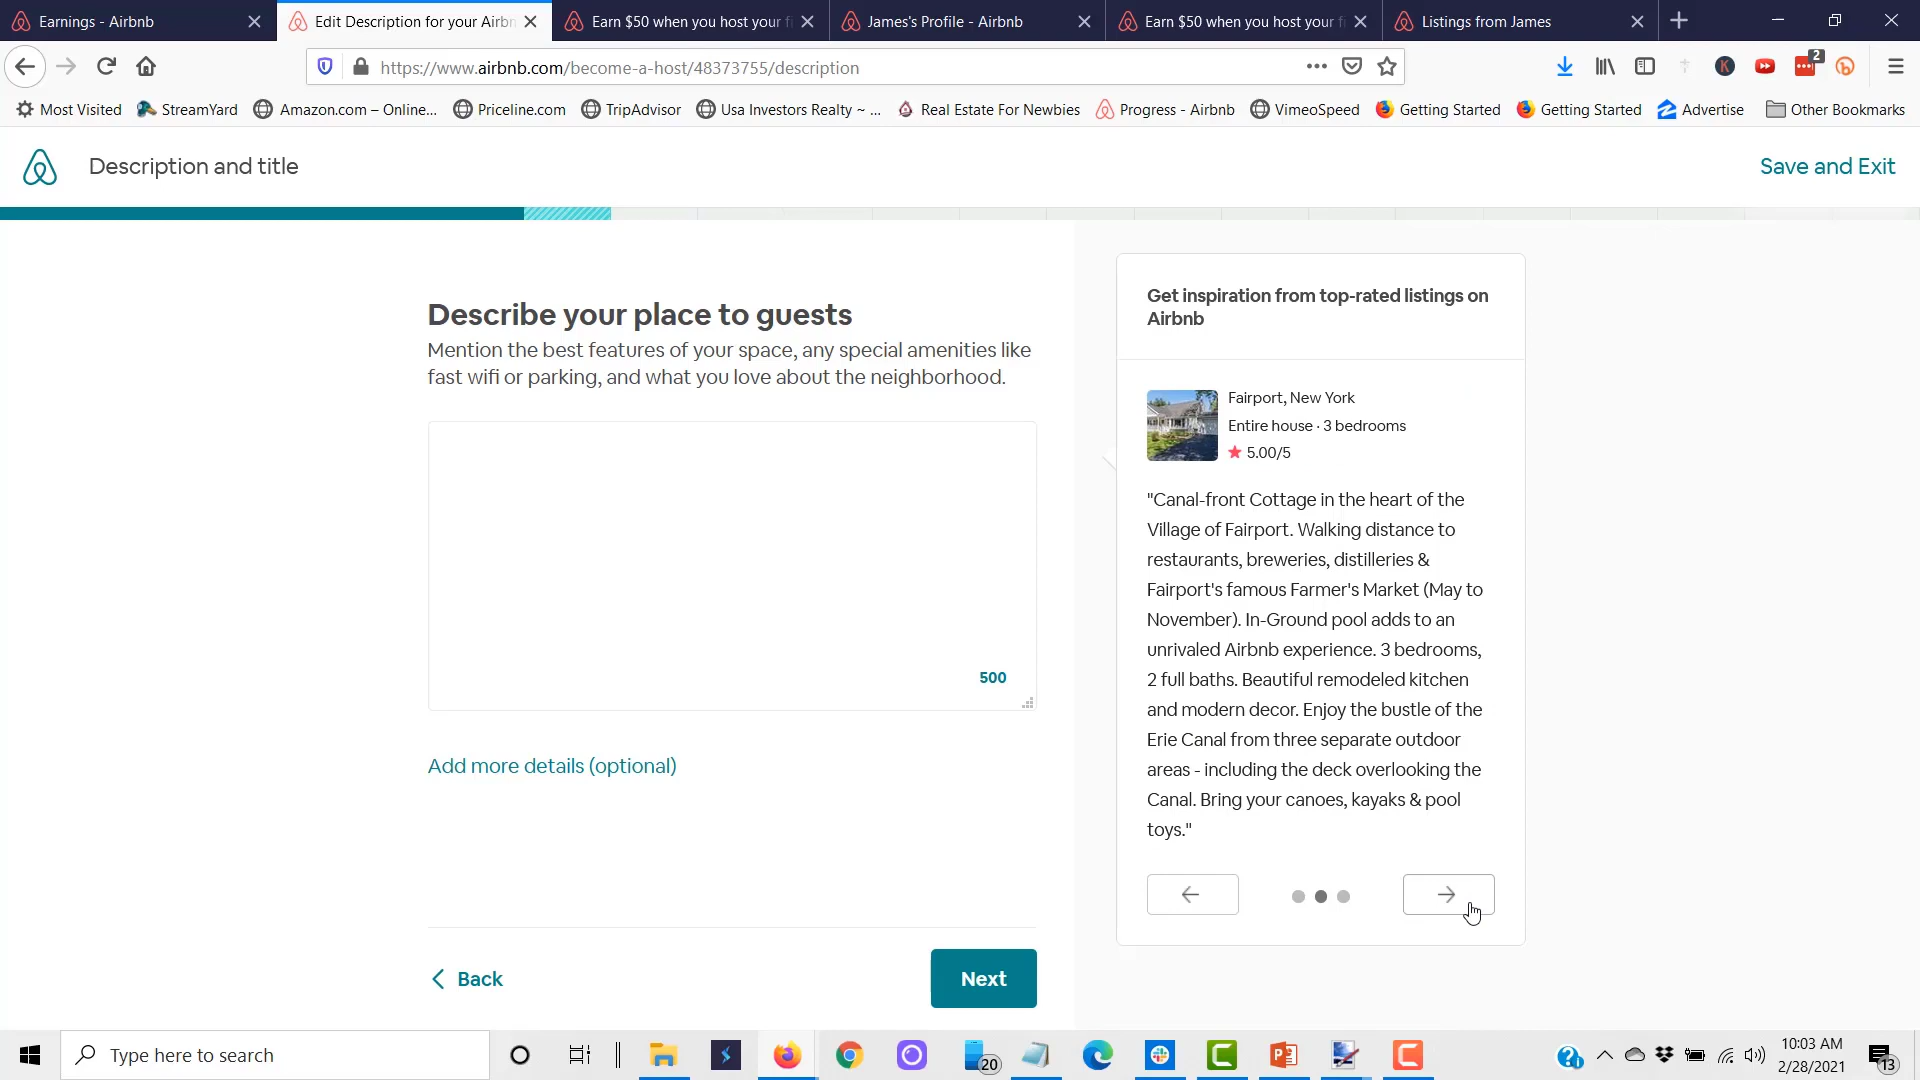 Earnings - Airbnb
Edit Description for your Airbn
Earn $50 when you host your fi
James's Profile - Airbnb
Earn $50 when you host your fi
Listings from James
https://www.airbnb.com/become-a-host/48373755/description
2
Most Visited
StreamYard
Amazon.com – Online...
Priceline.com
TripAdvisor
Usa Investors Realty ~ ...
Real Estate For Newbies
Progress - Airbnb
VimeoSpeed
Getting Started
Getting Started
Advertise
Other Bookmarks
Description and title
Save and Exit
Describe your place to guests
Mention the best features of your space, any special amenities like
fast wifi or parking, and what you love about the neighborhood.
500
Add more details (optional)
Back
Next
Get inspiration from top-rated listings on
Airbnb
Fairport, New York
Entire house · 3 bedrooms
5.00/5
"Canal-front Cottage in the heart of the
Village of Fairport. Walking distance to
restaurants, breweries, distilleries &
Fairport's famous Farmer's Market (May to
November). In-Ground pool adds to an
unrivaled Airbnb experience. 3 bedrooms,
2 full baths. Beautiful remodeled kitchen
and modern decor. Enjoy the bustle of the
Erie Canal from three separate outdoor
areas - including the deck overlooking the
Canal. Bring your canoes, kayaks & pool
toys."
Type here to search
20
10:03 AM
2/28/2021
13